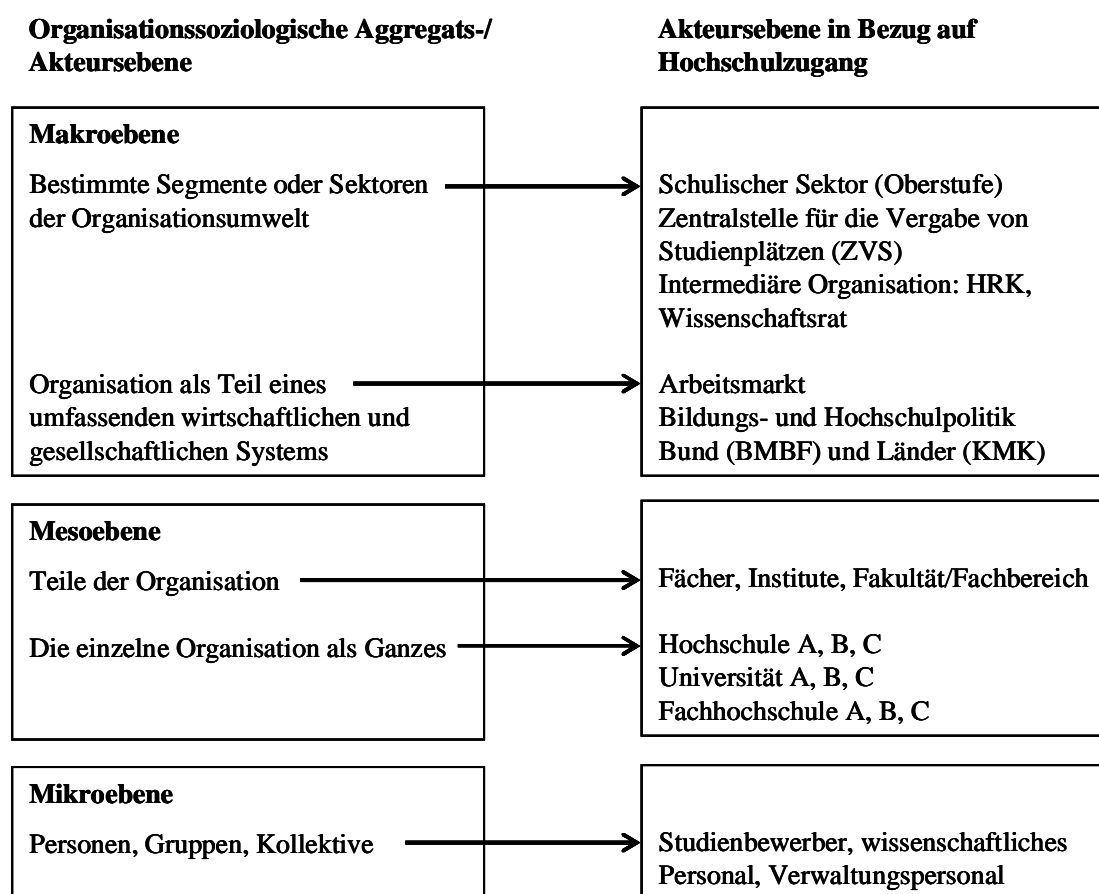 Organisationssoziologische Aggregats-/
Akteursebene
Akteursebene in Bezug auf
Hochschulzugang
Makroebene
Bestimmte Segmente oder Sektoren
der Organisationsumwelt
Schulischer Sektor (Oberstufe)
Zentralstelle für die Vergabe von
Studienplätzen (ZVS)
Intermediäre Organisation: HRK,
Wissenschaftsrat
Organisation als Teil eines
umfassenden wirtschaftlichen und
gesellschaftlichen Systems
Arbeitsmarkt
Bildungs- und Hochschulpolitik
Bund (BMBF) und Länder (KMK)
Mesoebene
Teile der Organisation
Fächer, Institute, Fakultät/Fachbereich
Die einzelne Organisation als Ganzes
Hochschule A, B, C
Universität A, B, C
Fachhochschule A, B, C
Mikroebene
Personen, Gruppen, Kollektive
Studienbewerber, wissenschaftliches
Personal, Verwaltungspersonal